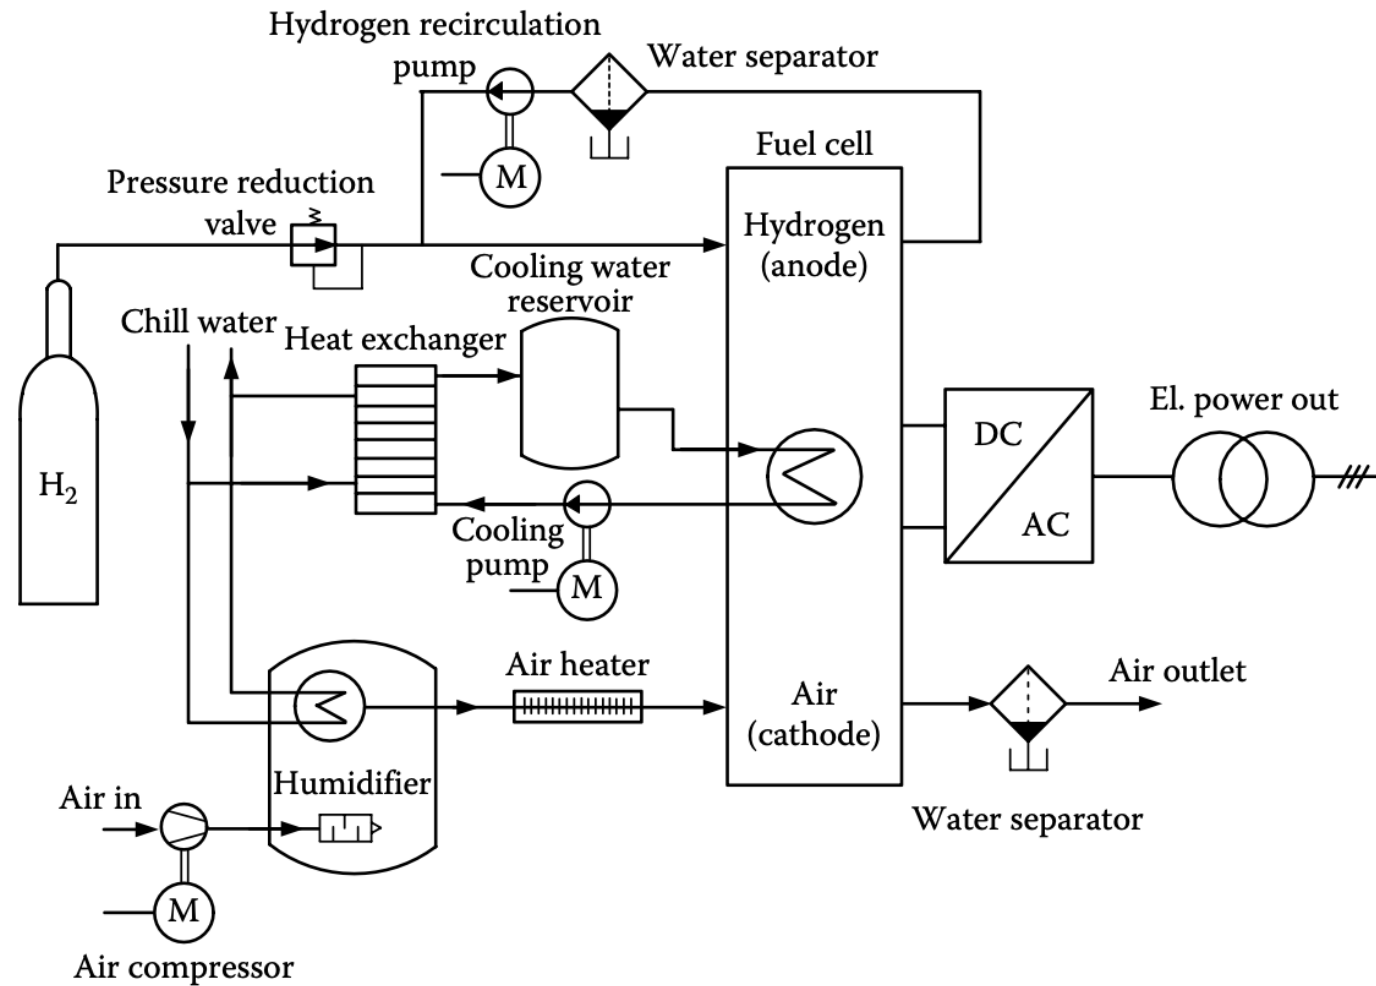 Hydrogen recirculation
pump
Water separator
M
Fuel cell
Pressure reduction
valve
Hydrogen
(anode)
Cooling water
reservoir
Chill water
Heat exchanger
H2
El. power out
DC
AC
Cooling
pump
M
Air heater
Air
(cathode)
Air outlet
Humidifier
Air in
Water separator
M
Air compressor